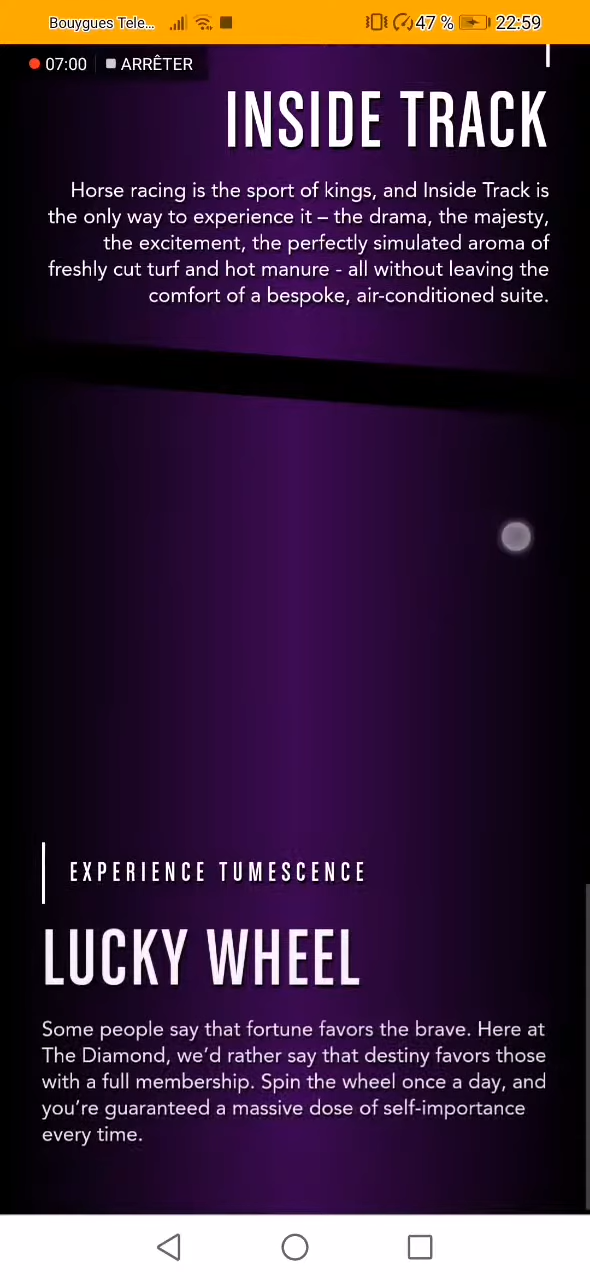 Bouygues Tele... 47 % 22:59
07:00 ARRÊTER
INSIDE TRACK
Horse racing is the sport of kings, and Inside Track is
the only way to experience it – the drama, the majesty,
the excitement, the perfectly simulated aroma of
freshly cut turf and hot manure - all without leaving the
comfort of a bespoke, air-conditioned suite.
EXPERIENCE TUMESCENCE
LUCKY WHEEL
Some people say that fortune favors the brave. Here at
The Diamond, we’d rather say that destiny favors those
with a full membership. Spin the wheel once a day, and
you’re guaranteed a massive dose of self-importance
every time.